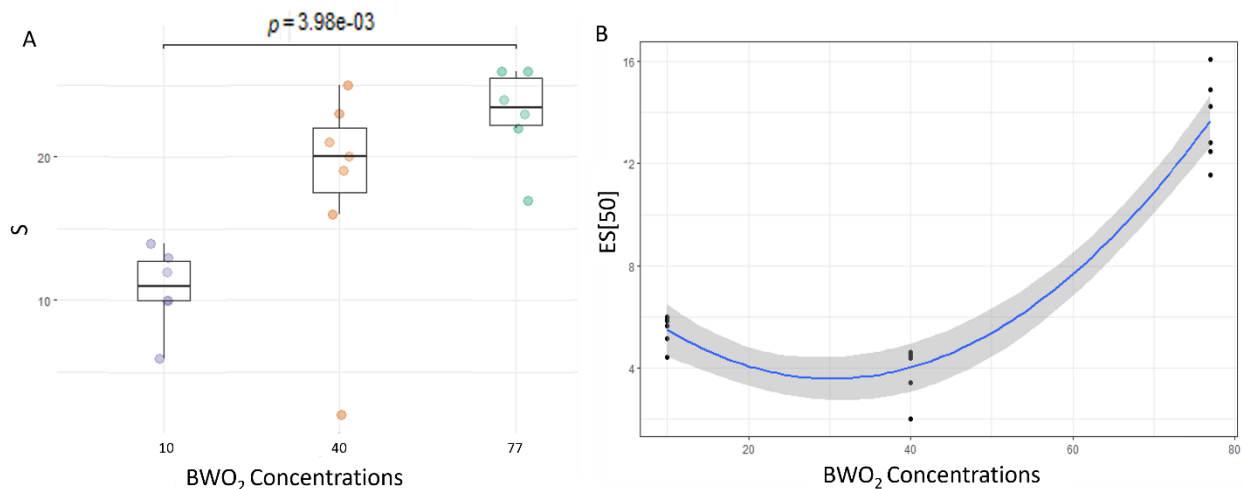 p = 3.98e-03
A
S
20
10
10 40 77
BWO₂ Concentrations
B
ES[50]
16
12
8
4
20 40 60 80
BWO₂ Concentrations